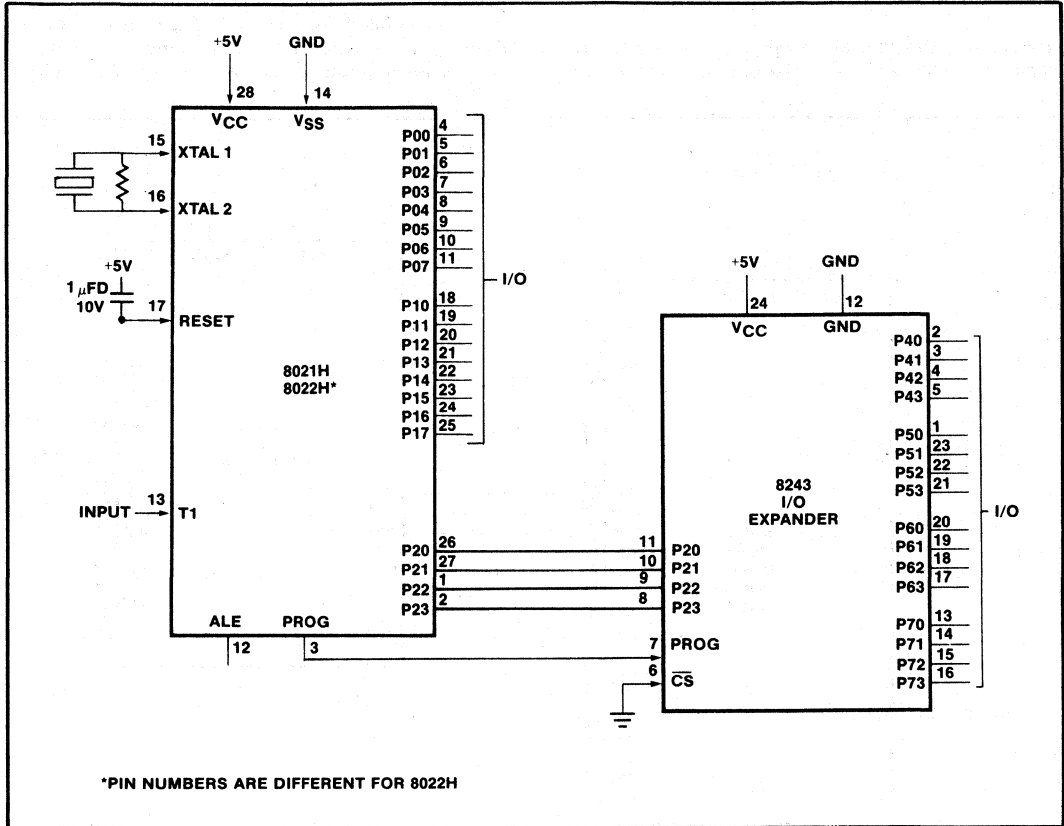 +5V GND
28 14
VCC VSS
15 XTAL 1
16 XTAL 2
+5V
1 µFD
10V
17 RESET
8021H
8022H*
INPUT 13 T1
ALE PROG
12 3
P00 4
P01 5
P02 6
P03 7
P04 8
P05 9
P06 10
P07 11
I/O
P10 18
P11 19
P12 20
P13 21
P14 22
P15 23
P16 24
P17 25
P20 26
P21 27
P22 1
P23 2
+5V GND
24 12
VCC GND
11 P20
10 P21
9 P22
8 P23
7 PROG
6 CS
8243
I/O
EXPANDER
P40 2
P41 3
P42 4
P43 5
P50 1
P51 23
P52 22
P53 21
I/O
P60 20
P61 19
P62 18
P63 17
P70 13
P71 14
P72 15
P73 16
*PIN NUMBERS ARE DIFFERENT FOR 8022H